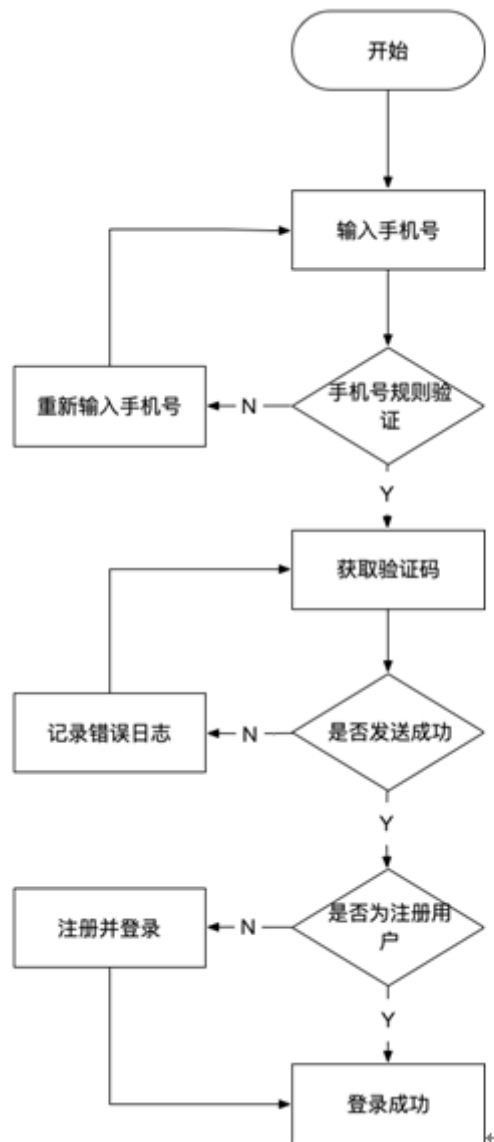 开始
输入手机号
重新输入手机号
N
手机号规则验
证
Y
获取验证码
记录错误日志
N
是否发送成功
Y
注册并登录
N
是否为注册用
户
Y
登录成功